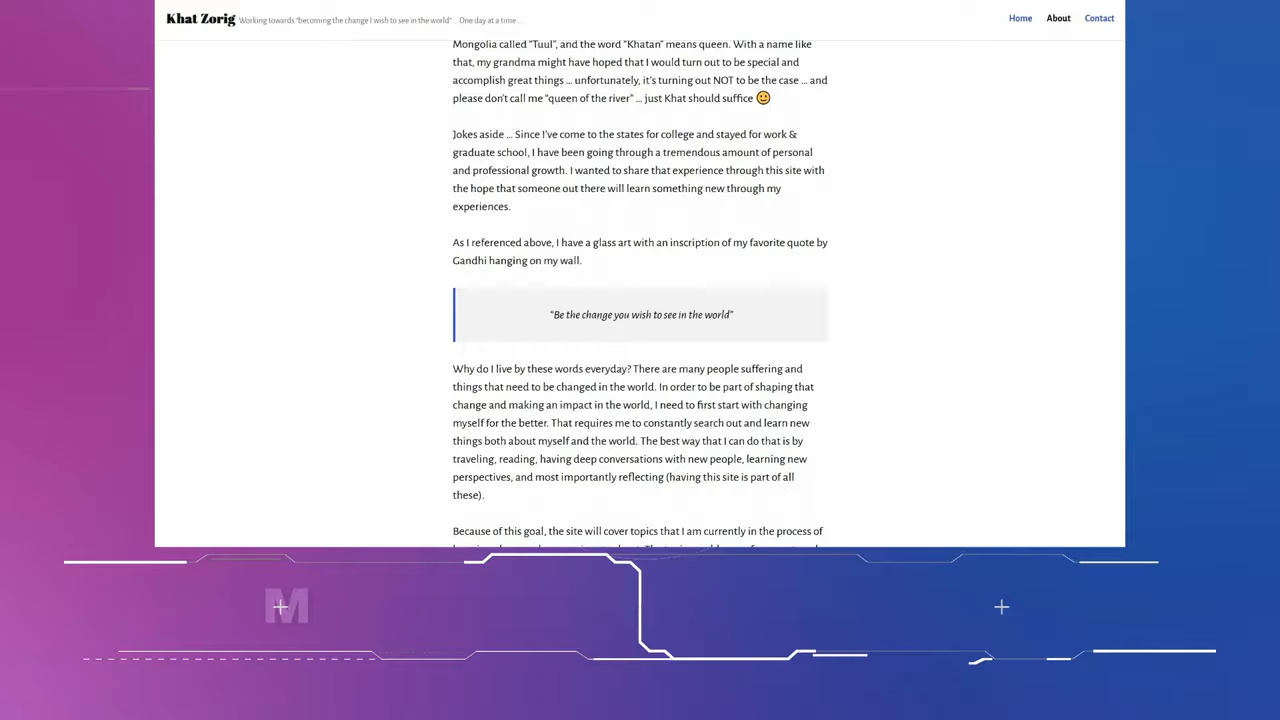 Khat Zorig Working towards "becoming the change I wish to see in the world" .. One day at a time ...
Home About Contact
Mongolia called "Tuul", and the word "Khatan" means queen. With a name like
that, my grandma might have hoped that I would turn out to be special and
accomplish great things ... unfortunately, it's turning out NOT to be the case ... and
please don't call me "queen of the river" ... just Khat should suffice 🙂
Jokes aside ... Since I've come to the states for college and stayed for work &
graduate school, I have been going through a tremendous amount of personal
and professional growth. I wanted to share that experience through this site with
the hope that someone out there will learn something new through my
experiences.
As I referenced above, I have a glass art with an inscription of my favorite quote by
Gandhi hanging on my wall.
"Be the change you wish to see in the world"
Why do I live by these words everyday? There are many people suffering and
things that need to be changed in the world. In order to be part of shaping that
change and making an impact in the world, I need to first start with changing
myself for the better. That requires me to constantly search out and learn new
things both about myself and the world. The best way that I can do that is by
traveling, reading, having deep conversations with new people, learning new
perspectives, and most importantly reflecting (having this site is part of all
these).
Because of this goal, the site will cover topics that I am currently in the process of
M